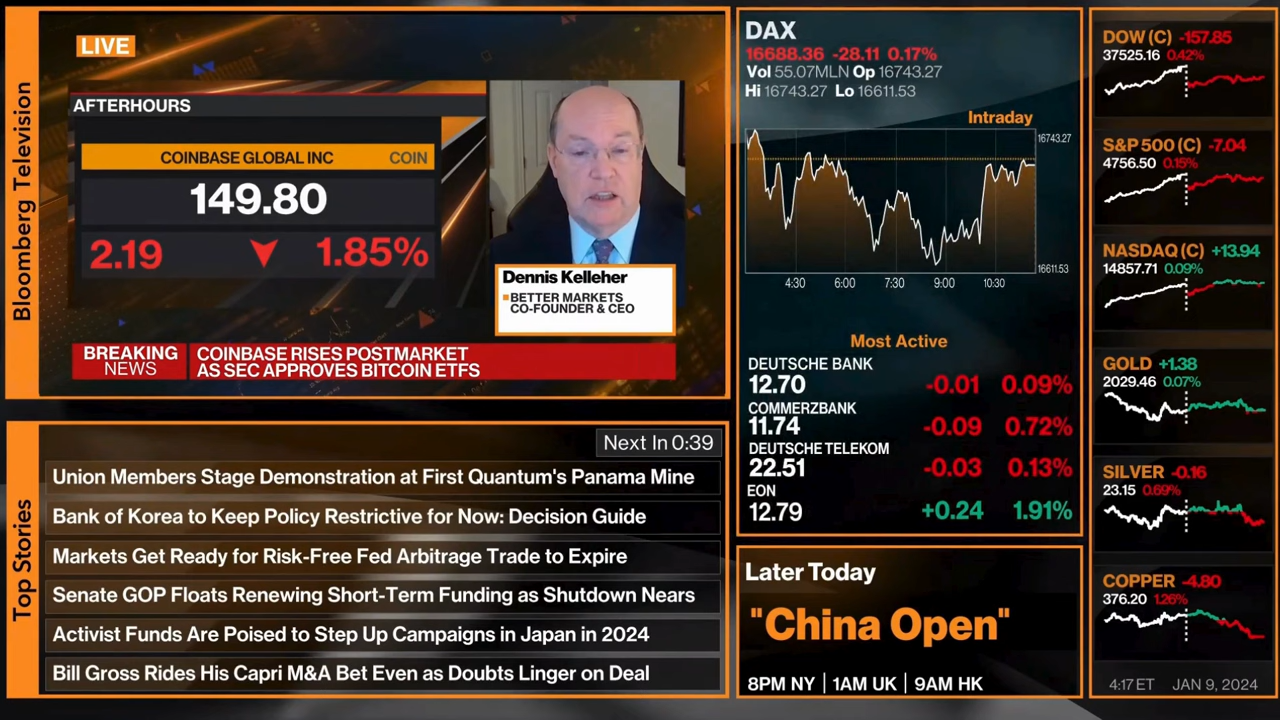 Bloomberg Television
LIVE
AFTERHOURS
COINBASE GLOBAL INC COIN
149.80
2.19 1.85%
Dennis Kelleher
BETTER MARKETS
CO-FOUNDER & CEO
BREAKING
NEWS
COINBASE RISES POSTMARKET
AS SEC APPROVES BITCOIN ETFS
Top Stories
Next In 0:39
Union Members Stage Demonstration at First Quantum's Panama Mine
Bank of Korea to Keep Policy Restrictive for Now: Decision Guide
Markets Get Ready for Risk-Free Fed Arbitrage Trade to Expire
Senate GOP Floats Renewing Short-Term Funding as Shutdown Nears
Activist Funds Are Poised to Step Up Campaigns in Japan in 2024
Bill Gross Rides His Capri M&A Bet Even as Doubts Linger on Deal
DAX
16688.36 -28.11 0.17%
Vol 55.07MLN Op 16743.27
Hi 16743.27 Lo 16611.53
Intraday
16743.27
16611.53
4:30 6:00 7:30 9:00 10:30
Most Active
DEUTSCHE BANK
12.70 -0.01 0.09%
COMMERZBANK
11.74 -0.09 0.72%
DEUTSCHE TELEKOM
22.51 -0.03 0.13%
EON
12.79 +0.24 1.91%
Later Today
"China Open"
8PM NY | 1AM UK | 9AM HK
DOW (C) -157.85
37525.16 0.42%
S&P 500 (C) -7.04
4756.50 0.15%
NASDAQ (C) +13.94
14857.71 0.09%
GOLD +1.38
2029.46 0.07%
SILVER -0.16
23.15 0.69%
COPPER -4.80
376.20 1.26%
4:17 ET JAN 9, 2024